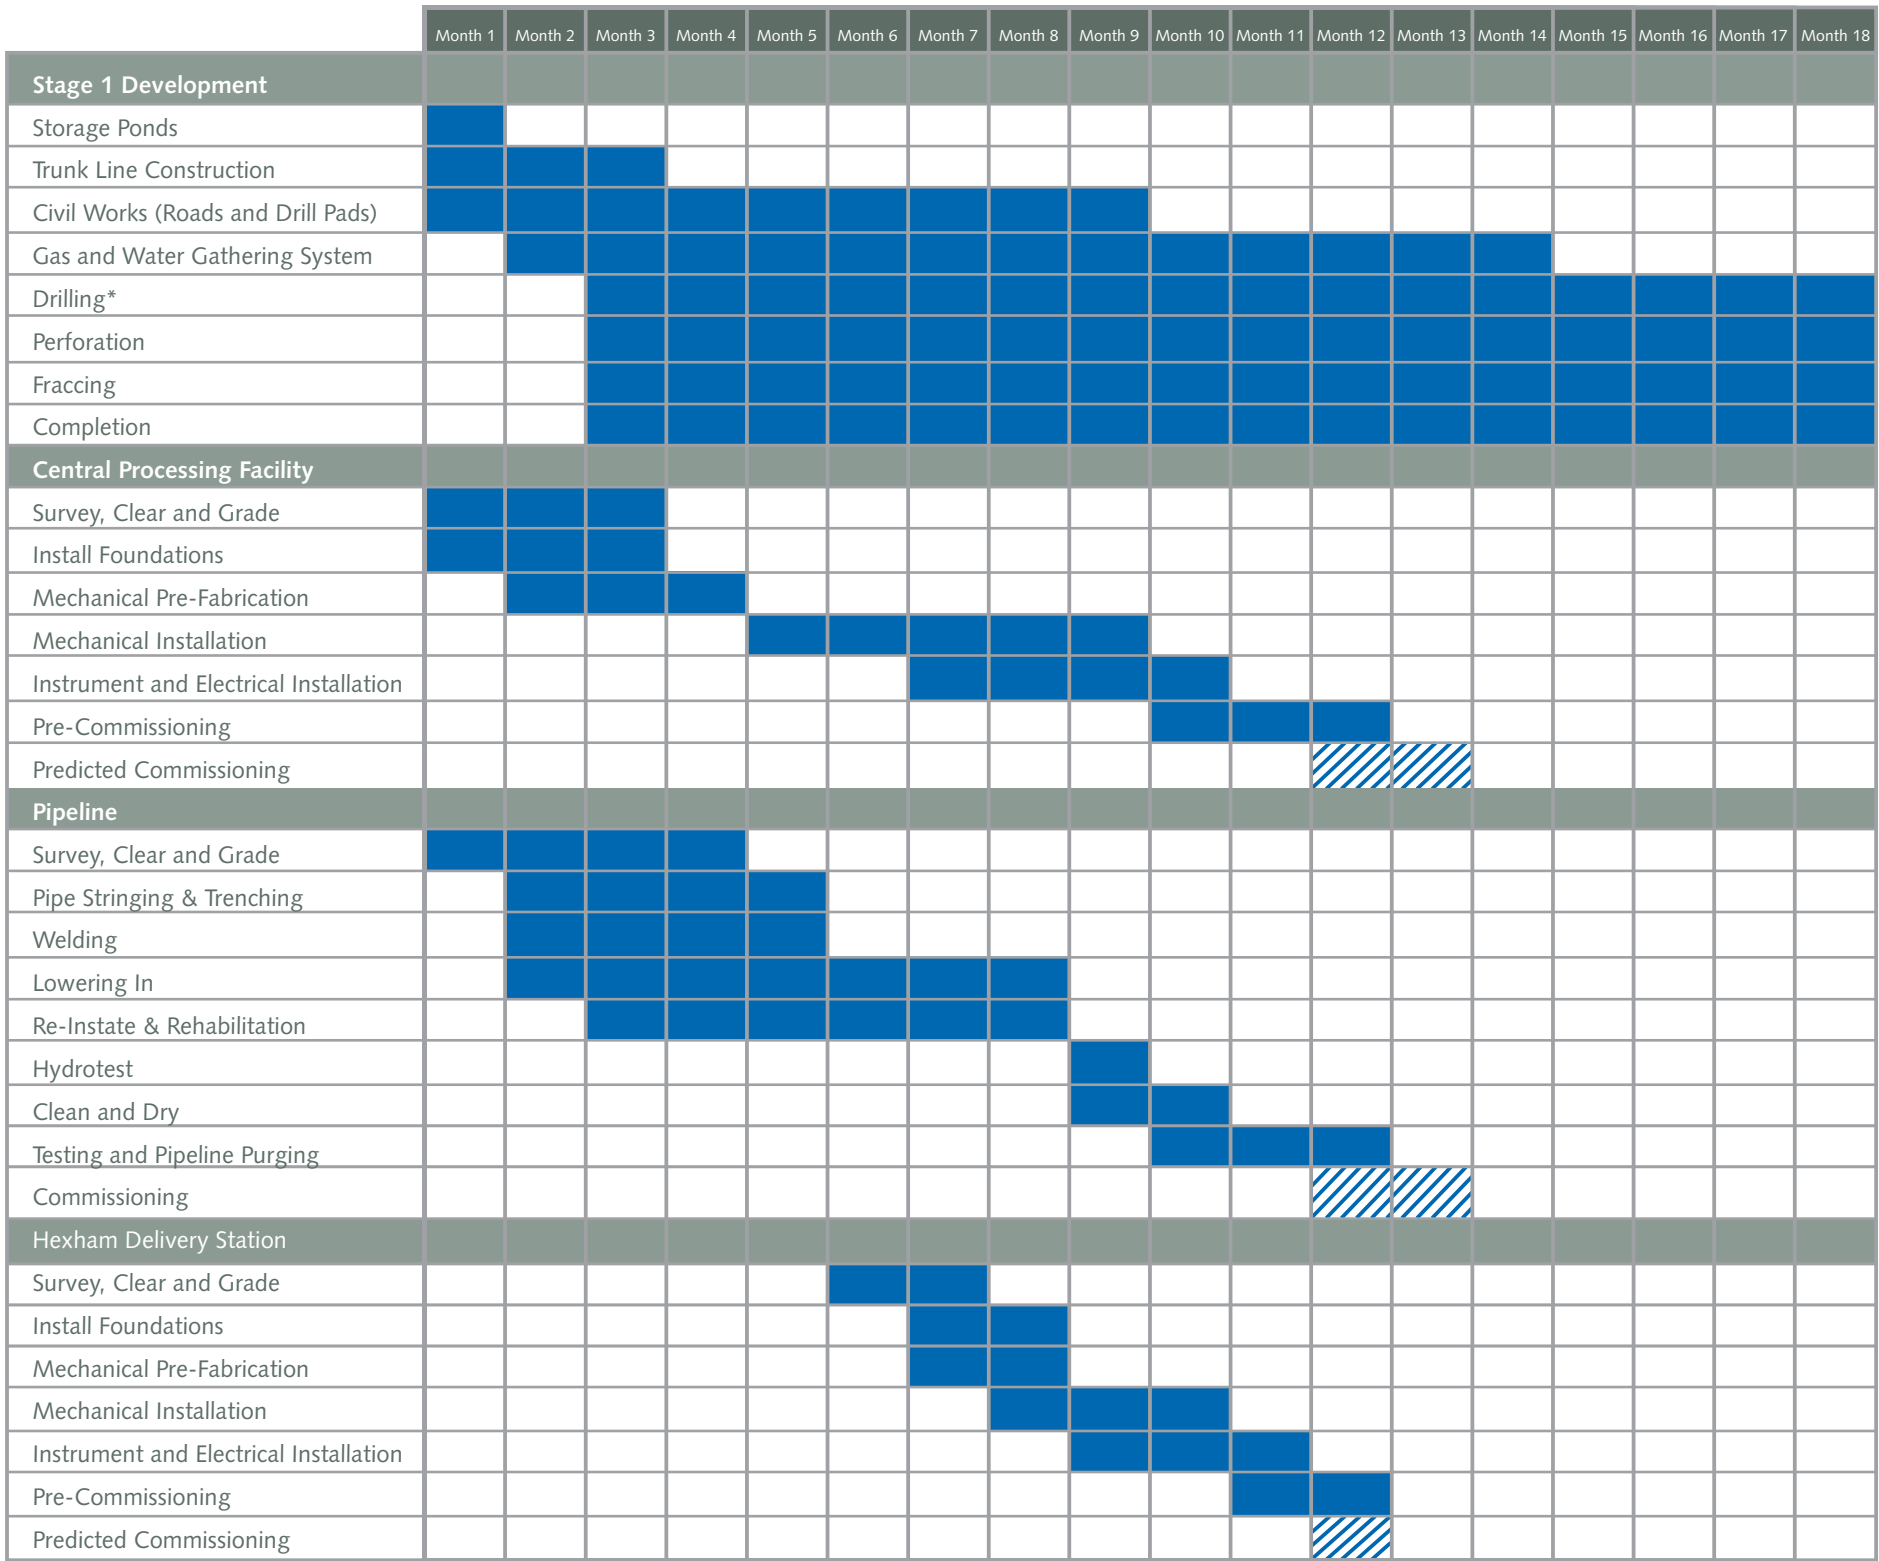 Month 1 Month 2 Month 3 Month 4 Month 5 Month 6 Month 7 Month 8 Month 9 Month 10 Month 11 Month 12 Month 13 Month 14 Month 15 Month 16 Month 17 Month 18
Stage 1 Development
Storage Ponds
Trunk Line Construction
Civil Works (Roads and Drill Pads)
Gas and Water Gathering System
Drilling*
Perforation
Fraccing
Completion
Central Processing Facility
Survey, Clear and Grade
Install Foundations
Mechanical Pre-Fabrication
Mechanical Installation
Instrument and Electrical Installation
Pre-Commissioning
Predicted Commissioning
Pipeline
Survey, Clear and Grade
Pipe Stringing & Trenching
Welding
Lowering In
Re-Instate & Rehabilitation
Hydrotest
Clean and Dry
Testing and Pipeline Purging
Commissioning
Hexham Delivery Station
Survey, Clear and Grade
Install Foundations
Mechanical Pre-Fabrication
Mechanical Installation
Instrument and Electrical Installation
Pre-Commissioning
Predicted Commissioning